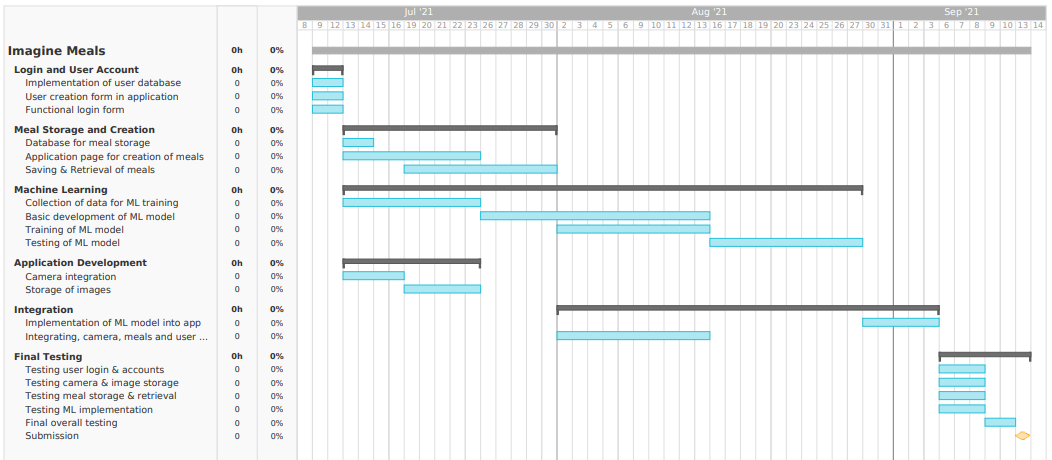 Jul '21 Aug '21 Sep '21
8 9 12 13 14 15 16 19 20 21 22 23 26 27 28 29 30 2 3 4 5 6 9 10 11 12 13 16 17 18 19 20 23 24 25 26 27 30 31 1 2 3 6 7 8 9 10 13 14
Imagine Meals 0h 0%
Login and User Account 0h 0%
Implementation of user database 0 0%
User creation form in application 0 0%
Functional login form 0 0%
Meal Storage and Creation 0h 0%
Database for meal storage 0 0%
Application page for creation of meals 0 0%
Saving & Retrieval of meals 0 0%
Machine Learning 0h 0%
Collection of data for ML training 0 0%
Basic development of ML model 0 0%
Training of ML model 0 0%
Testing of ML model 0 0%
Application Development 0h 0%
Camera integration 0 0%
Storage of images 0 0%
Integration 0h 0%
Implementation of ML model into app 0 0%
Integrating, camera, meals and user ... 0 0%
Final Testing 0h 0%
Testing user login & accounts 0 0%
Testing camera & image storage 0 0%
Testing meal storage & retrieval 0 0%
Testing ML implementation 0 0%
Final overall testing 0 0%
Submission 0 0%